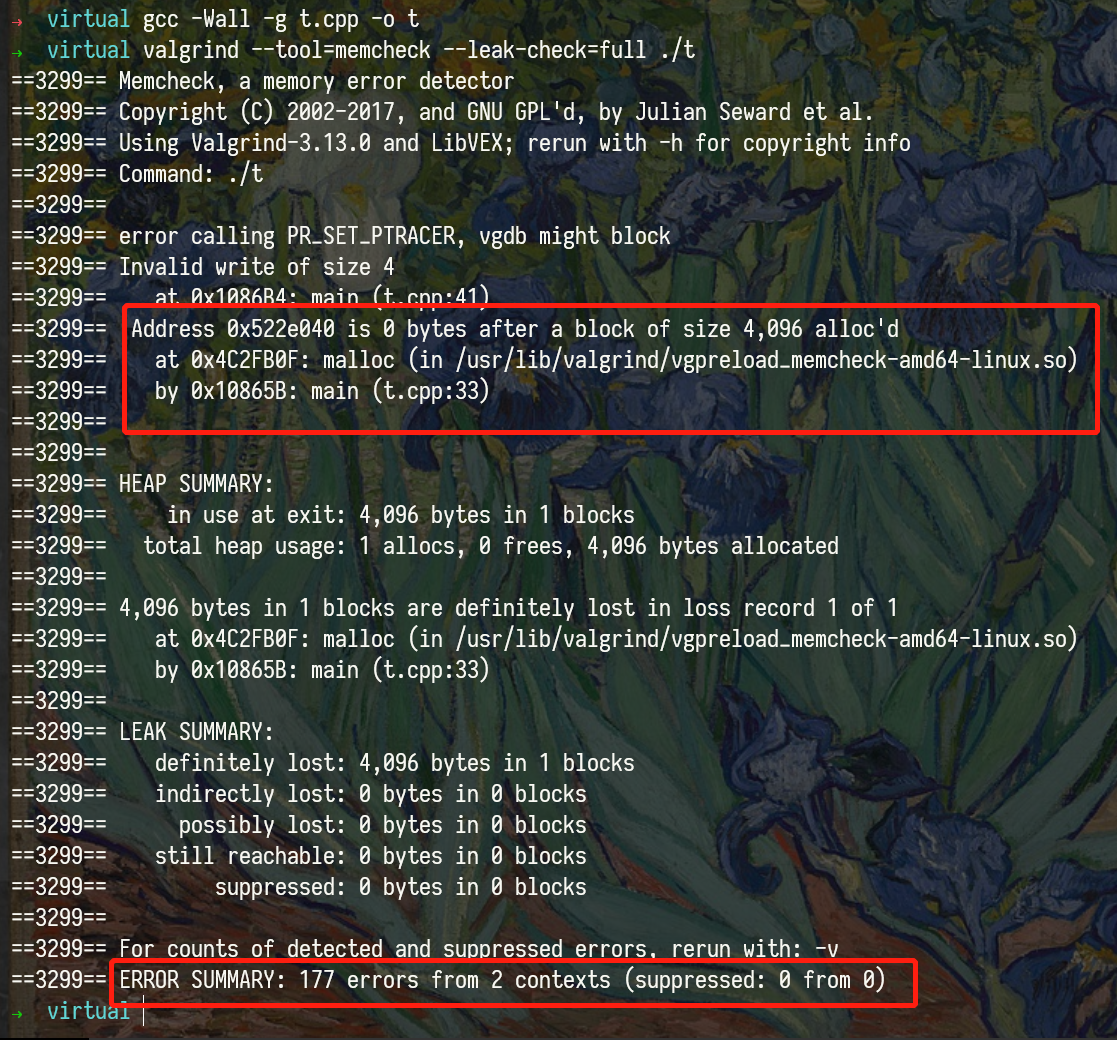 → virtual gcc -Wall -g t.cpp -o t
→ virtual valgrind --tool=memcheck --leak-check=full ./t
==3299== Memcheck, a memory error detector
==3299== Copyright (C) 2002-2017, and GNU GPL'd, by Julian Seward et al.
==3299== Using Valgrind-3.13.0 and LibVEX; rerun with -h for copyright info
==3299== Command: ./t
==3299==
==3299== error calling PR_SET_PTRACER, vgdb might block
==3299== Invalid write of size 4
==3299==    at 0x1086B4: main (t.cpp:41)
==3299==  Address 0x522e040 is 0 bytes after a block of size 4,096 alloc'd
==3299==    at 0x4C2FB0F: malloc (in /usr/lib/valgrind/vgpreload_memcheck-amd64-linux.so)
==3299==    by 0x10865B: main (t.cpp:33)
==3299==
==3299==
==3299== HEAP SUMMARY:
==3299==     in use at exit: 4,096 bytes in 1 blocks
==3299==   total heap usage: 1 allocs, 0 frees, 4,096 bytes allocated
==3299==
==3299== 4,096 bytes in 1 blocks are definitely lost in loss record 1 of 1
==3299==    at 0x4C2FB0F: malloc (in /usr/lib/valgrind/vgpreload_memcheck-amd64-linux.so)
==3299==    by 0x10865B: main (t.cpp:33)
==3299==
==3299== LEAK SUMMARY:
==3299==    definitely lost: 4,096 bytes in 1 blocks
==3299==    indirectly lost: 0 bytes in 0 blocks
==3299==      possibly lost: 0 bytes in 0 blocks
==3299==    still reachable: 0 bytes in 0 blocks
==3299==         suppressed: 0 bytes in 0 blocks
==3299==
==3299== For counts of detected and suppressed errors, rerun with: -v
==3299== ERROR SUMMARY: 177 errors from 2 contexts (suppressed: 0 from 0)
→ virtual